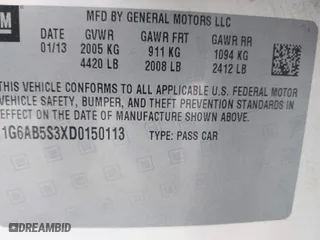 GM
MFD BY GENERAL MOTORS LLC
DATE GVWR GAWR FRT GAWR RR
01/13 2005 KG 911 KG 1094 KG
4420 LB 2008 LB 2412 LB
THIS VEHICLE CONFORMS TO ALL APPLICABLE U.S. FEDERAL MOTOR
VEHICLE SAFETY, BUMPER, AND THEFT PREVENTION STANDARDS
IN EFFECT ON THE DATE OF MANUFACTURE SHOWN ABOVE.
1G6AB5S3XD0150113 TYPE: PASS CAR